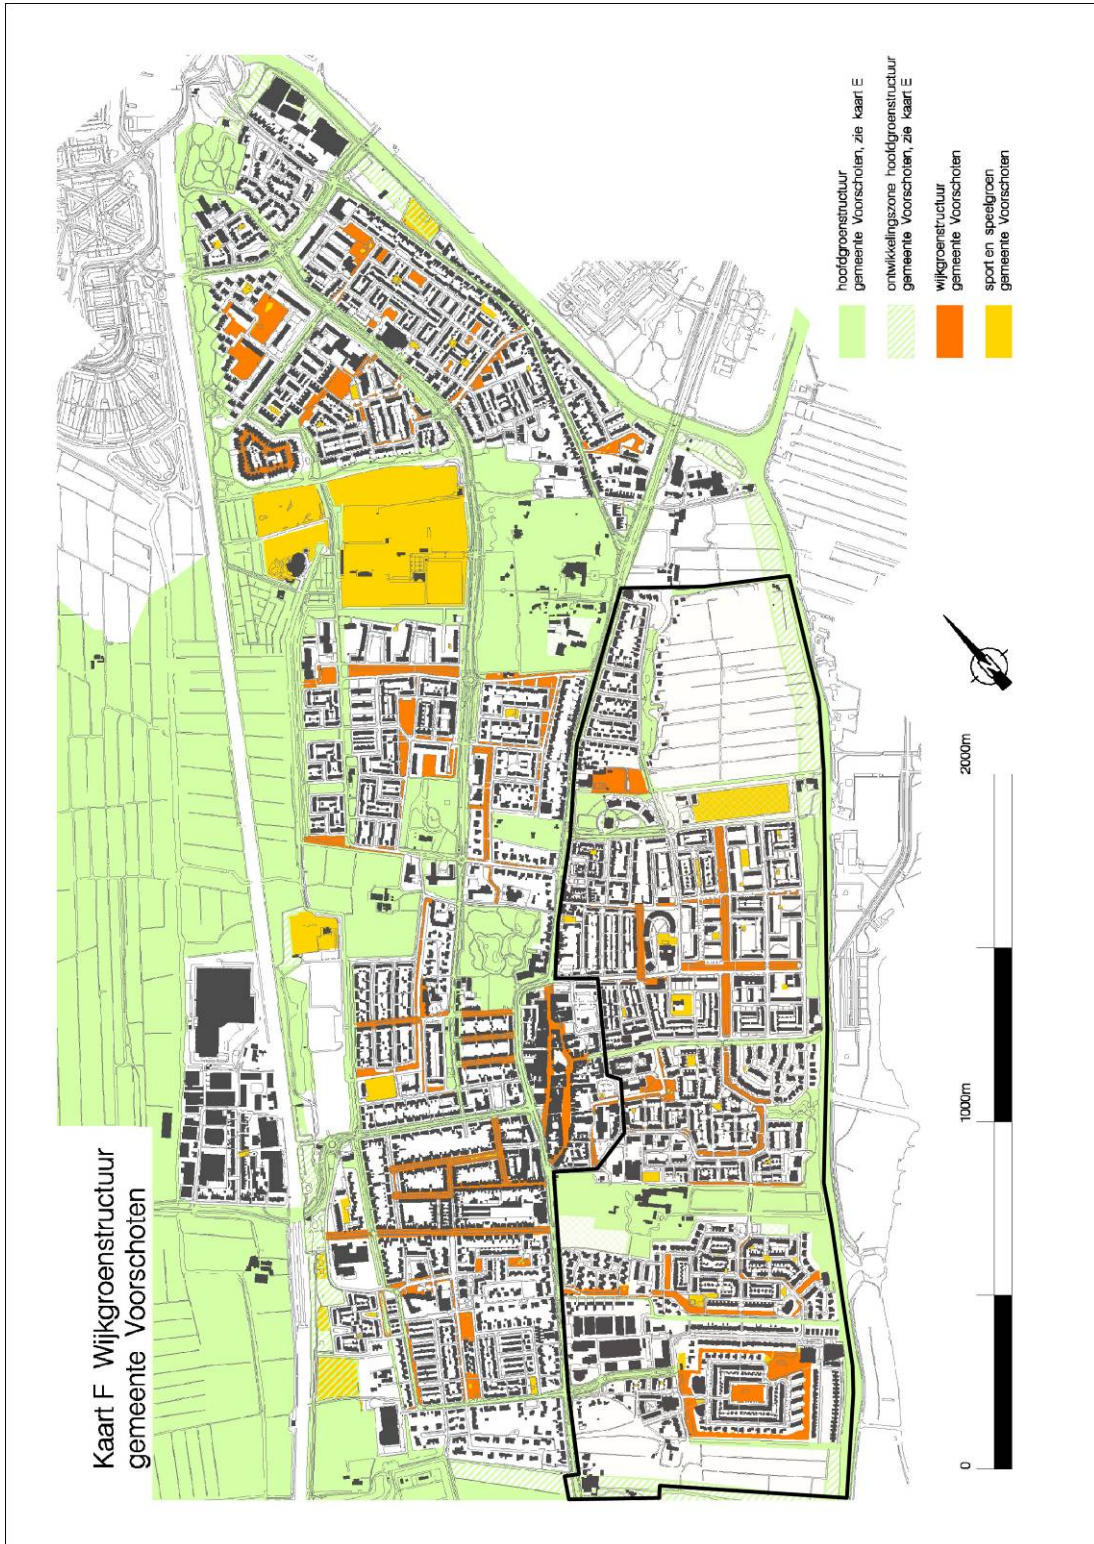 Kaart F Wijkgroenstructuur
gemeente Voorschoten
hoofdgroenstructuur
gemeente Voorschoten, zie kaart E
ontwikkelingszone hoofdgroenstructuur
gemeente Voorschoten, zie kaart E
wijkgroenstructuur
gemeente Voorschoten
sport en speelgroen
gemeente Voorschoten
0
1000m
2000m